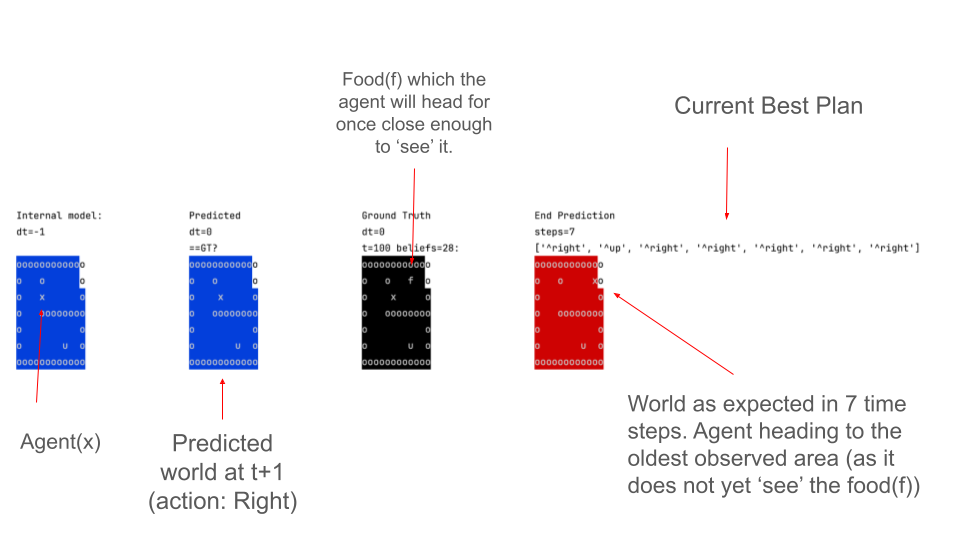 Food(f) which the
agent will head for
once close enough
to ‘see’ it.
Current Best Plan
Internal model:
dt=-1
Predicted
dt=0
==GT?
Ground Truth
dt=0
t=100 beliefs=28:
End Prediction
steps=7
['^right', '^up', '^right', '^right', '^right', '^right', '^right']
oooooooooooo
o  o      o
o  x      o
o  ooooooooo
o          o
o       u  o
oooooooooooo
oooooooooooo
o   o      o
o    x     o
o   oooooooo
o          o
o       u  o
oooooooooooo
oooooooooooo
o   o   f  o
o    x     o
o   oooooooo
o          o
o       u  o
oooooooooooo
oooooooooooo
o   o     xo
o          o
o   oooooooo
o          o
o       u  o
oooooooooooo
Agent(x)
Predicted
world at t+1
(action: Right)
World as expected in 7 time
steps. Agent heading to the
oldest observed area (as it
does not yet ‘see’ the food(f))